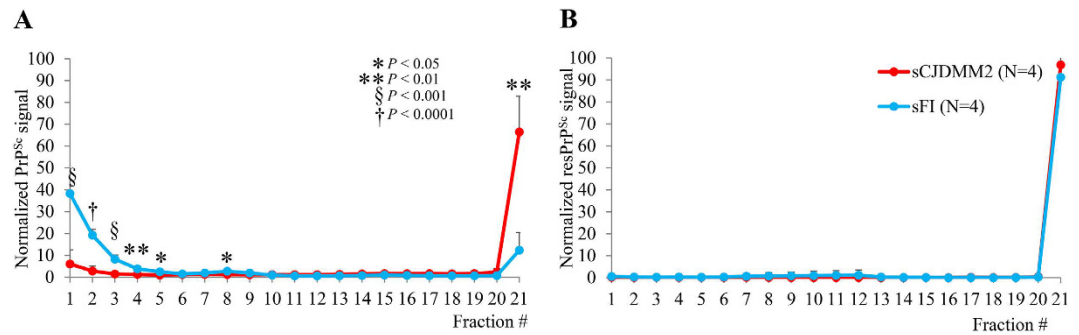 A
Normalized PrPSc signal
100
90
80
70
60
50
40
30
20
10
0
* P < 0.05
** P < 0.01
§ P < 0.001
† P < 0.0001
§
†
§
**
*
*
**
1 2 3 4 5 6 7 8 9 10 11 12 13 14 15 16 17 18 19 20 21
Fraction #
B
Normalized resPrPSc signal
100
90
80
70
60
50
40
30
20
10
0
sCJDMM2 (N=4)
sFI (N=4)
1 2 3 4 5 6 7 8 9 10 11 12 13 14 15 16 17 18 19 20 21
Fraction #